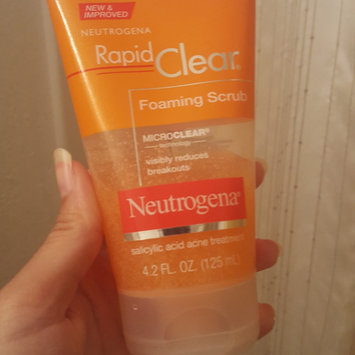 NEW &
IMPROVED
NEUTROGENA
Rapid Clear®
Foaming Scrub
MICROCLEAR®
technology
visibly reduces
breakouts
Neutrogena®
salicylic acid acne treatment
4.2 FL. OZ. (125 mL)